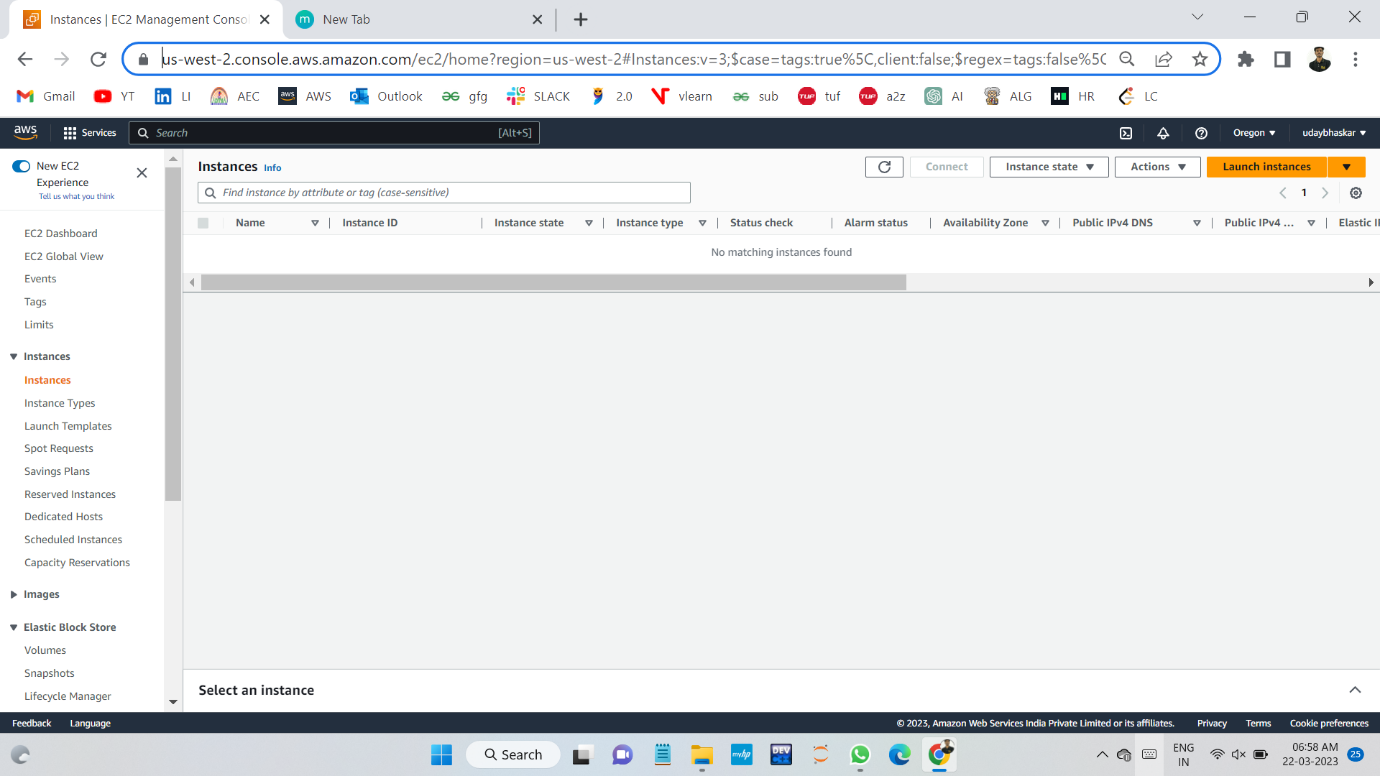 Instances | EC2 Management Conso
New Tab
us-west-2.console.aws.amazon.com/ec2/home?region=us-west-2#Instances:v=3;$case=tags:true%5C,client:false;$regex=tags:false%5C
Gmail YT LI AEC AWS Outlook gfg SLACK 2.0 vlearn sub tuf a2z AI ALG HR LC
aws Services Search [Alt+S] Oregon udaybhaskar
New EC2
Experience
Tell us what you think
EC2 Dashboard
EC2 Global View
Events
Tags
Limits
Instances
Instances
Instance Types
Launch Templates
Spot Requests
Savings Plans
Reserved Instances
Dedicated Hosts
Scheduled Instances
Capacity Reservations
Images
Elastic Block Store
Volumes
Snapshots
Lifecycle Manager
Instances Info Connect Instance state Actions Launch instances
Find instance by attribute or tag (case-sensitive) 1
Name Instance ID Instance state Instance type Status check Alarm status Availability Zone Public IPv4 DNS Public IPv4 ... Elastic IP
No matching instances found
Select an instance
Feedback Language © 2023, Amazon Web Services India Private Limited or its affiliates. Privacy Terms Cookie preferences
Search
ENG
IN
06:58 AM
22-03-2023
25